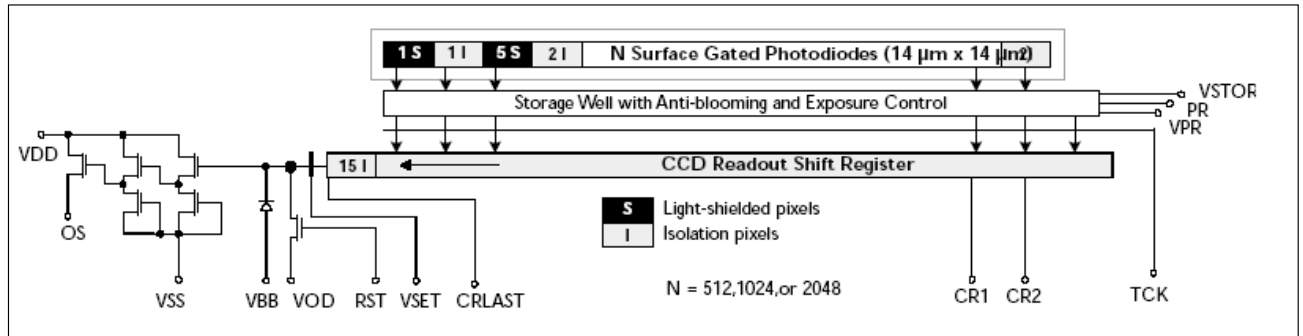 1 S 1 I 5 S 2 I N Surface Gated Photodiodes (14 µm x 14 µm) 2I
Storage Well with Anti-blooming and Exposure Control
VSTOR
PR
VPR
VDD
15 I CCD Readout Shift Register
S Light-shielded pixels
I Isolation pixels
OS
N = 512,1024,or 2048
VSS VBB VOD RST VSET CRLAST CR1 CR2 TCK